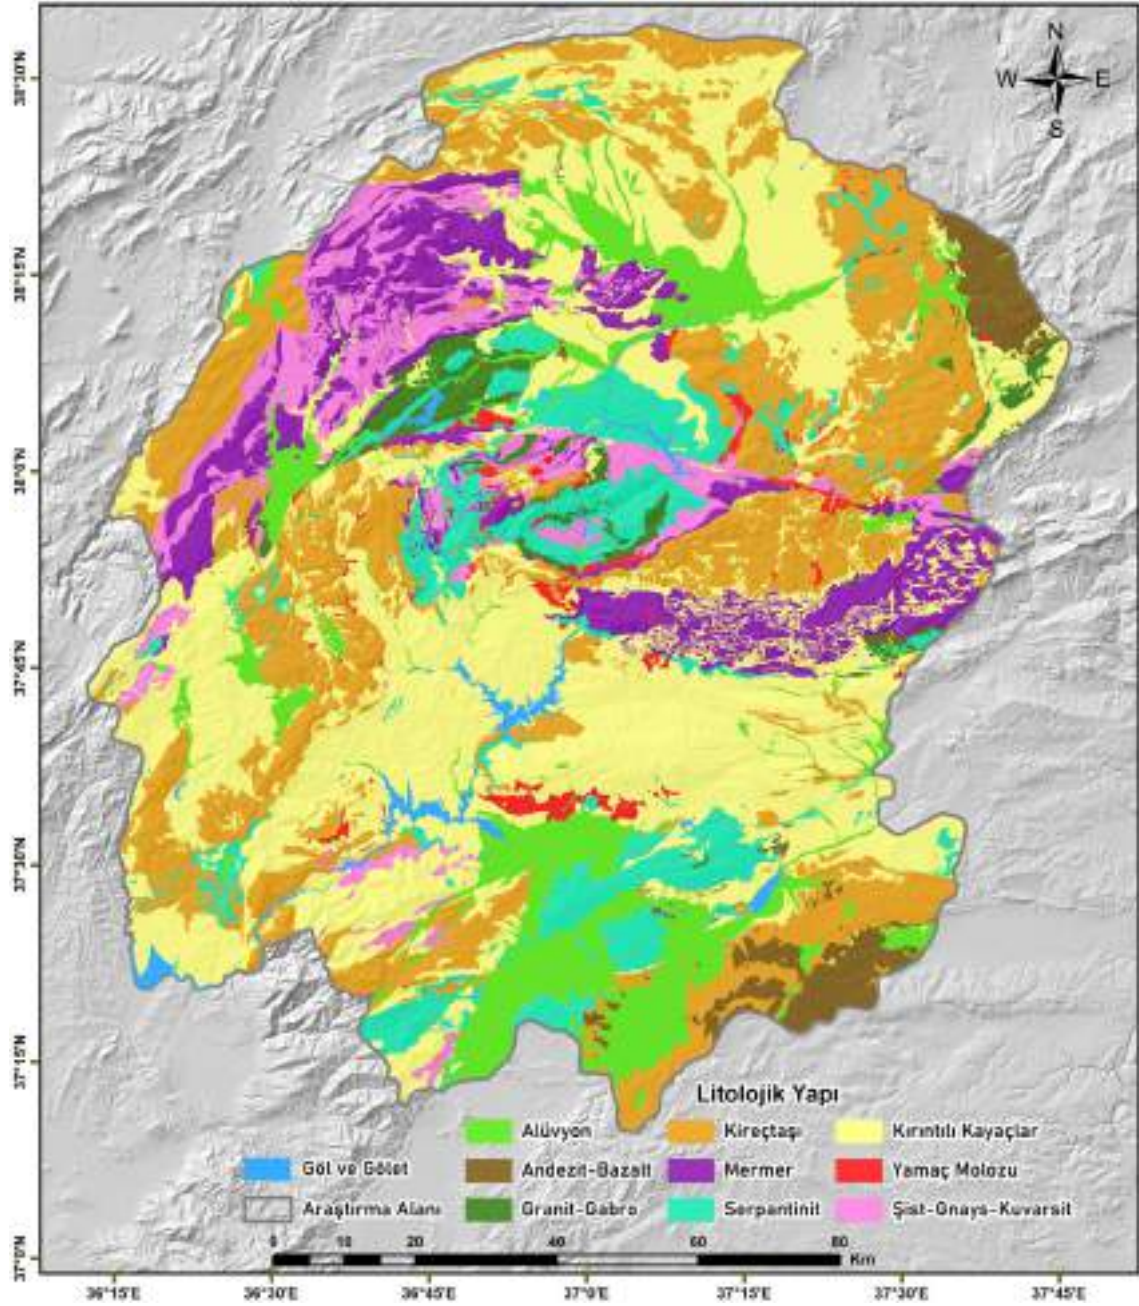 N
W E
S
38°30'N
38°15'N
38°0'N
37°45'N
37°30'N
37°15'N
37°0'N
Litolojik Yapı
Alüvyon Kireçtaşı Kırıntılı Kayaçlar
Göl ve Gölet Andezit-Bazalt Mermer Yamaç Molozu
Araştırma Alanı Granit-Gabro Serpantinit Şist-Gnays-Kuvarsit
0 10 20 40 60 80
Km
36°15'E 36°30'E 36°45'E 37°0'E 37°15'E 37°30'E 37°45'E